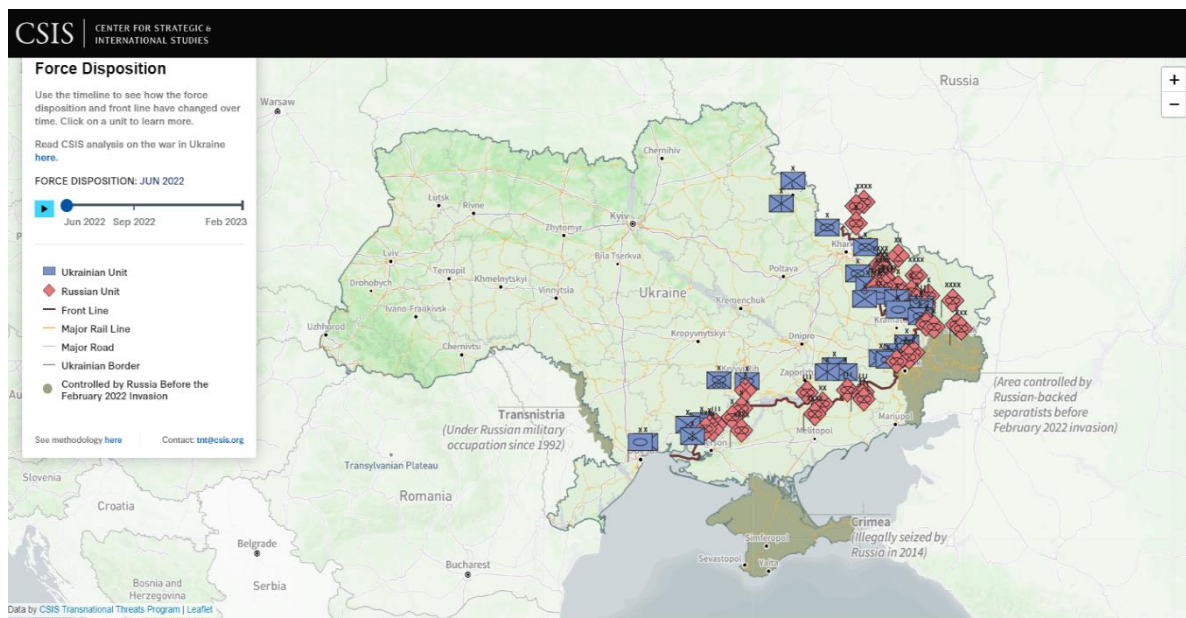 CSIS
CENTER FOR STRATEGIC &
INTERNATIONAL STUDIES
Force Disposition
Use the timeline to see how the force
disposition and front line have changed over
time. Click on a unit to learn more.
Read CSIS analysis on the war in Ukraine
here.
FORCE DISPOSITION: JUN 2022
Jun 2022 Sep 2022 Feb 2023
Ukrainian Unit
Russian Unit
Front Line
Major Rail Line
Major Road
Ukrainian Border
Controlled by Russia Before the
February 2022 Invasion
See methodology here
Contact: tnt@csis.org
+
−
Russia
Warsaw
Chernihiv
Lutsk
Rivne
Kyiv
Zhytomyr
Lviv
Bila Tserkva
Poltava
Ternopil
Khmelnytskyi
Drohobych
Vinnytsia
Ukraine
Kremenchuk
Ivano-Frankivsk
Uzhhorod
Chernivtsi
Kropyvnytskyi
Dnipro
Transnistria
(Under Russian military
occupation since 1992)
Melitopol
Mariupol
(Area controlled by
Russian-backed
separatists before
February 2022 invasion)
Transylvanian Plateau
Romania
Slovenia
Croatia
Belgrade
Bosnia and
Herzegovina
Serbia
Bucharest
Crimea
(Illegally seized by
Russia in 2014)
Simferopol
Sevastopol
Yalta
Data by CSIS Transnational Threats Program | Leaflet